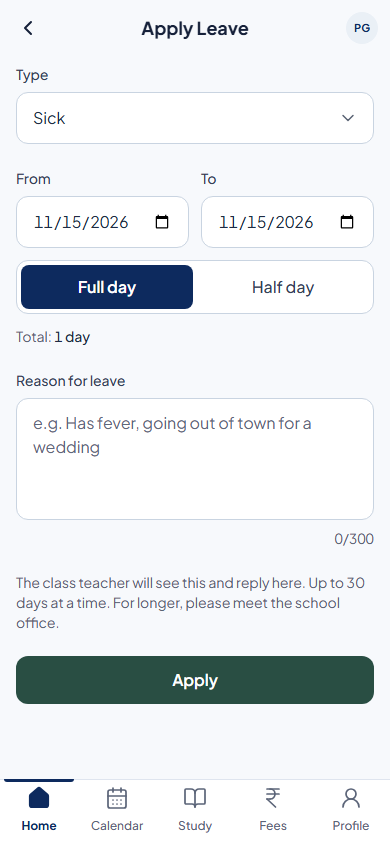 Apply Leave
PG
Type
Sick
From
To
11/15/2026
11/15/2026
Full day
Half day
Total: 1 day
Reason for leave
e.g. Has fever, going out of town for a
wedding
0/300
The class teacher will see this and reply here. Up to 30
days at a time. For longer, please meet the school
office.
Apply
Home
Calendar
Study
Fees
Profile